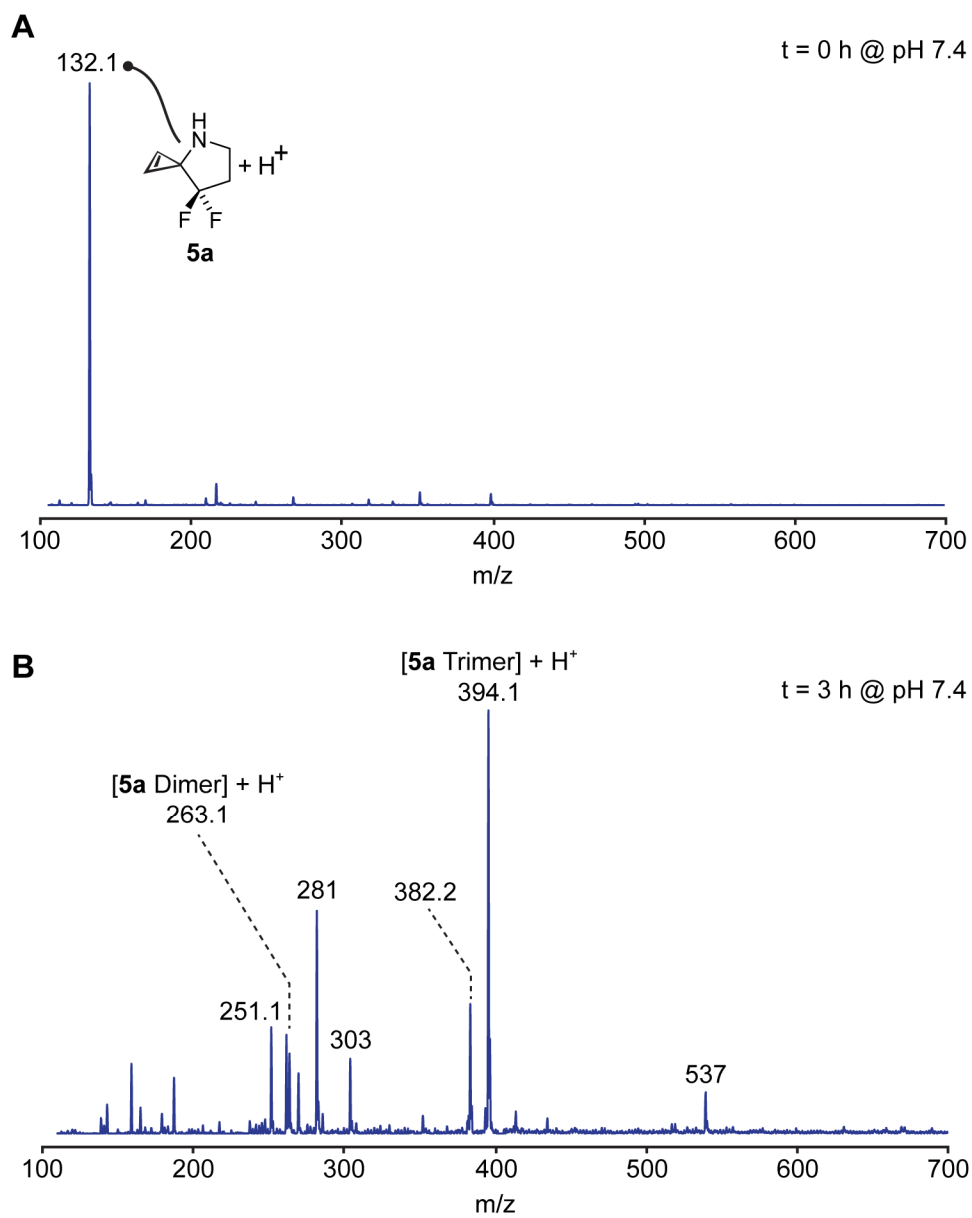 A
t = 0 h @ pH 7.4
132.1
H
N
+ H+
F F
5a
100 200 300 400 500 600 700
m/z
B
[5a Trimer] + H⁺
394.1
t = 3 h @ pH 7.4
[5a Dimer] + H⁺
263.1
281
382.2
251.1
303
537
100 200 300 400 500 600 700
m/z